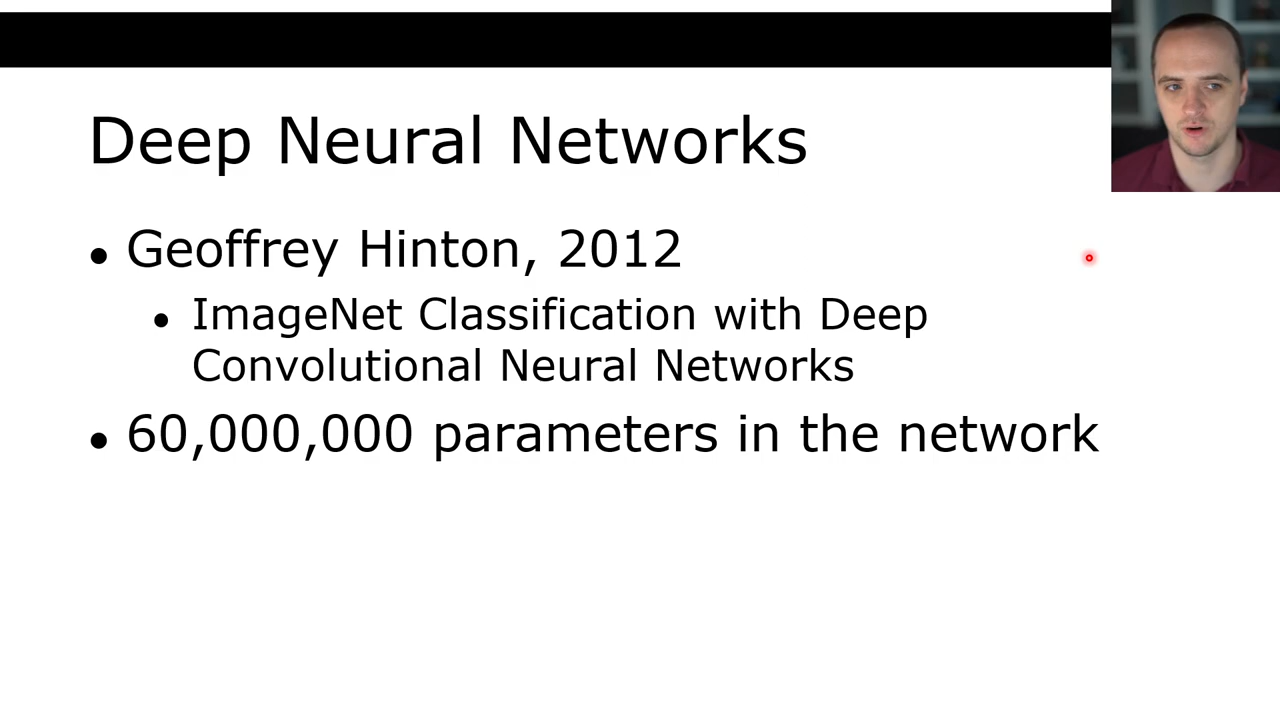 Deep Neural Networks
• Geoffrey Hinton, 2012
• ImageNet Classification with Deep
Convolutional Neural Networks
• 60,000,000 parameters in the network